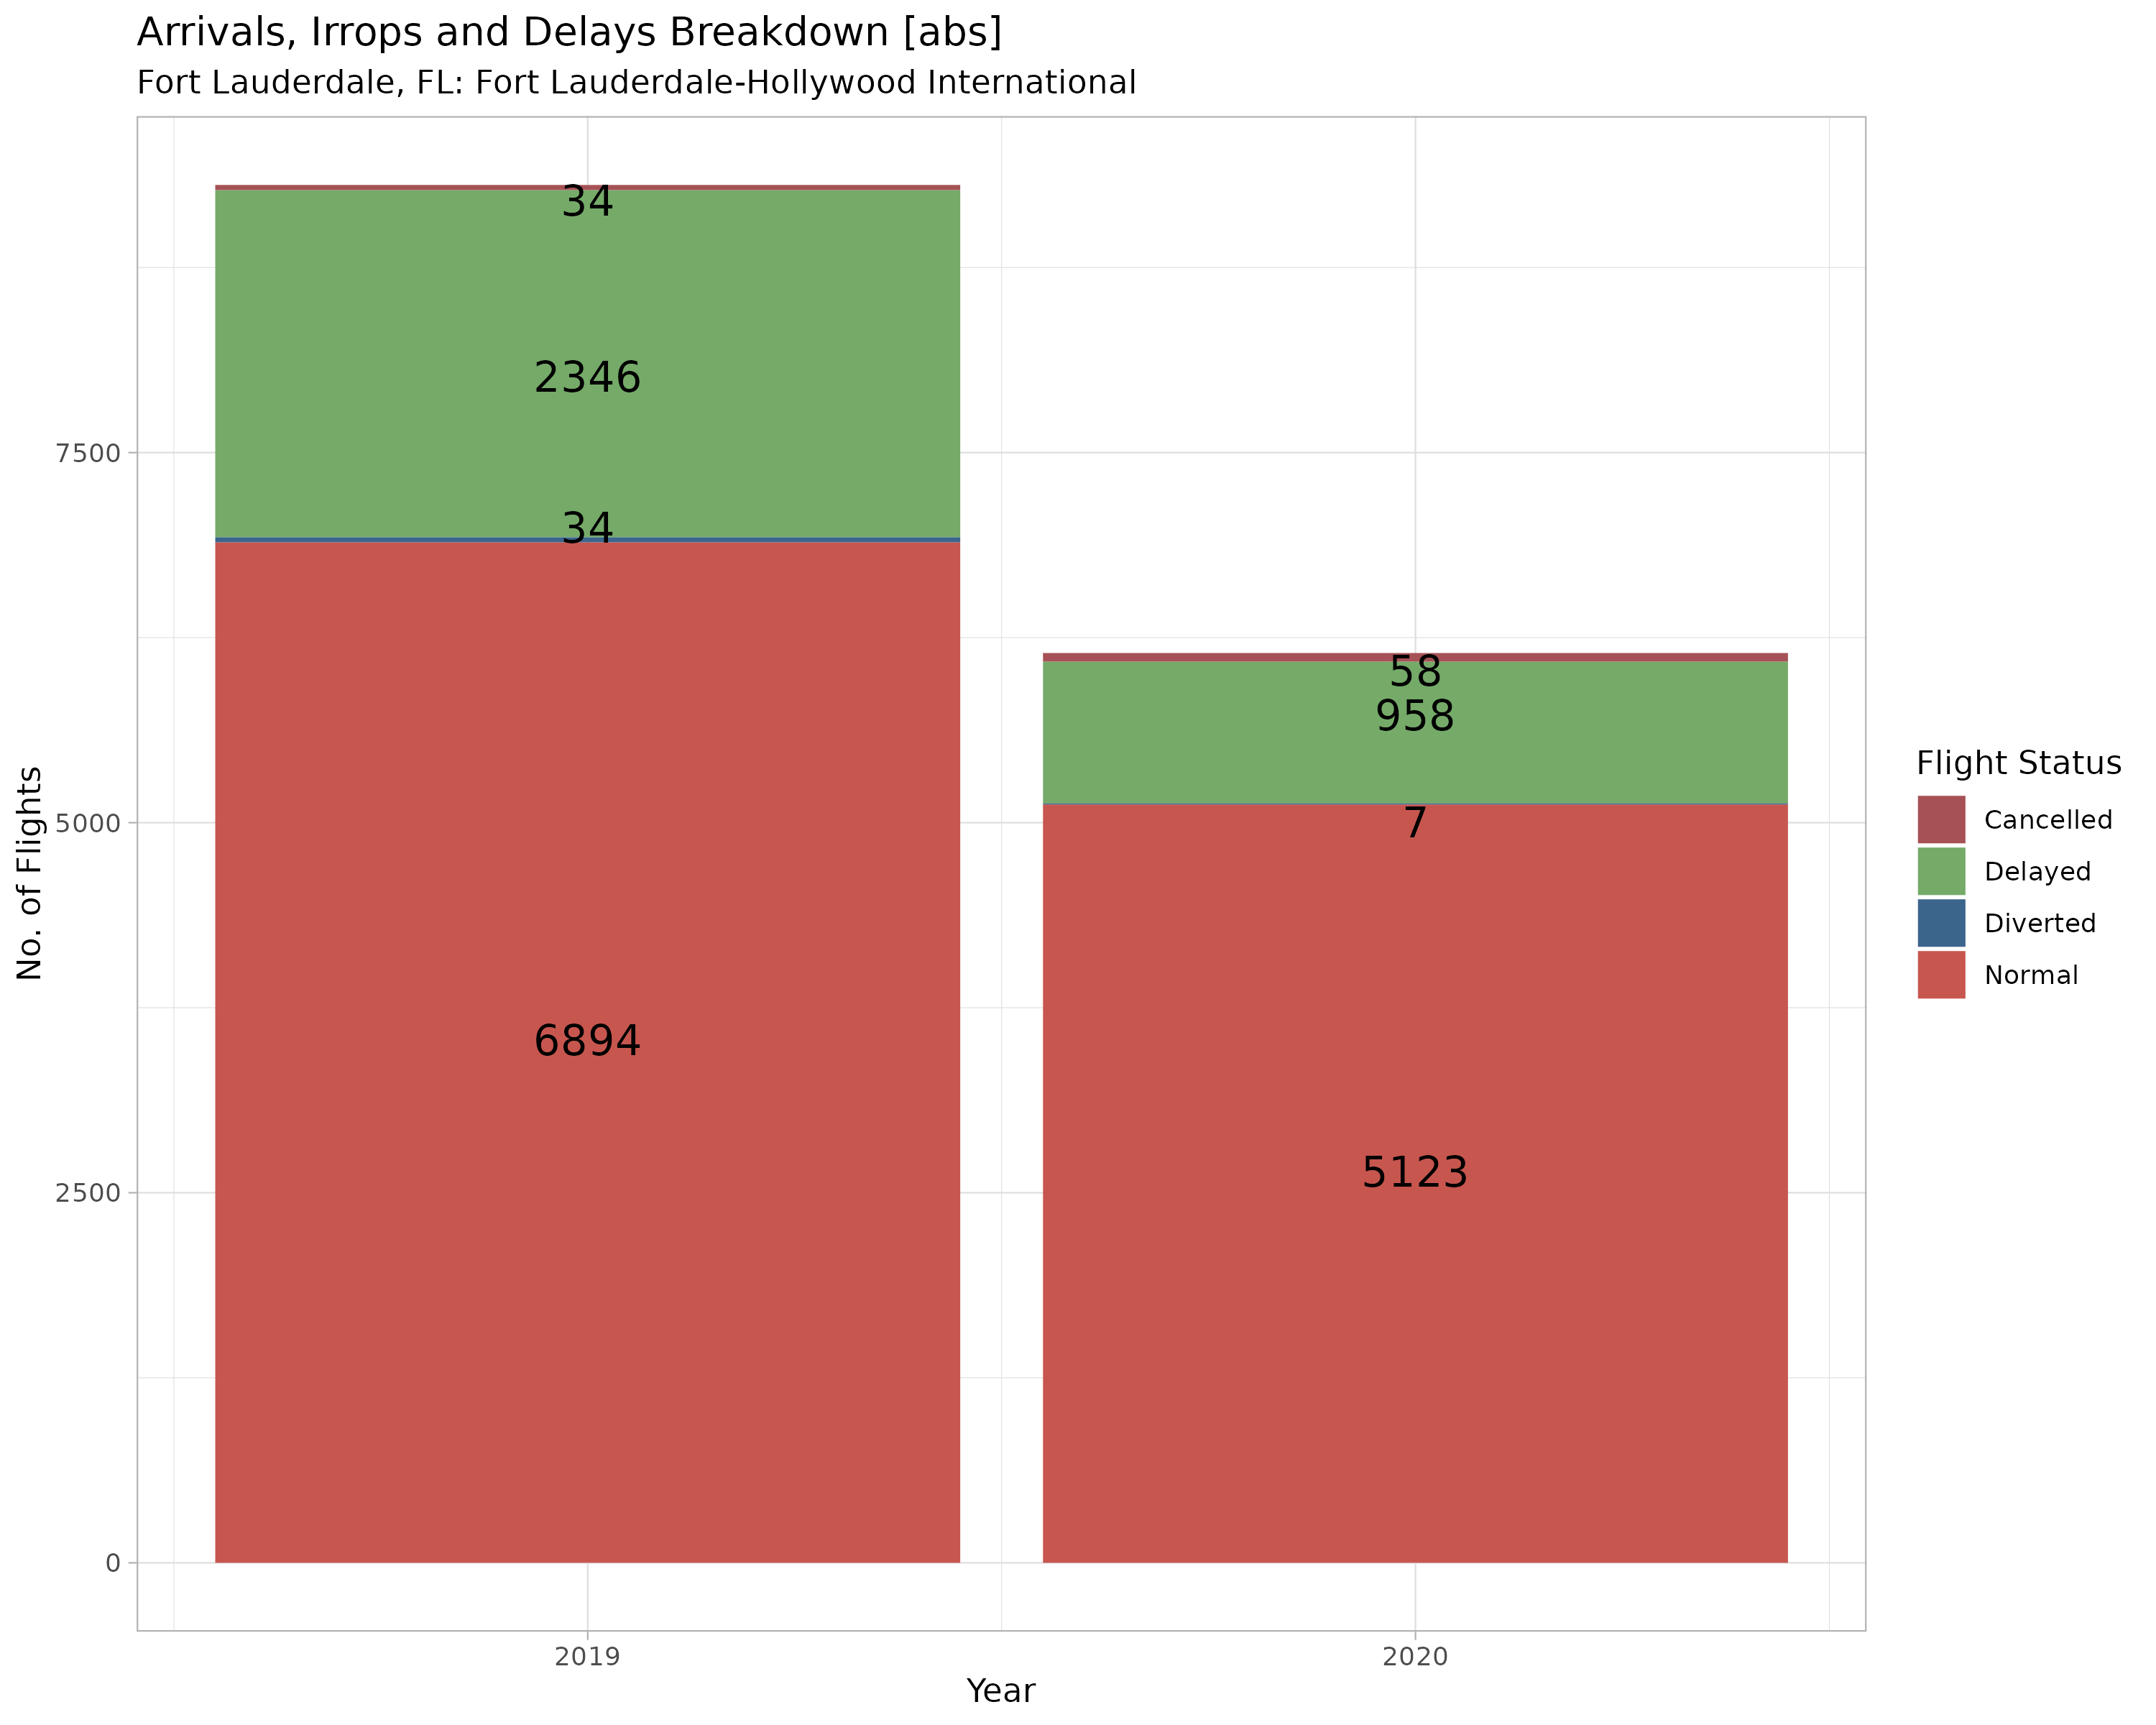 Arrivals, Irrops and Delays Breakdown [abs]
Fort Lauderdale, FL: Fort Lauderdale-Hollywood International
34
2346
7500
34
58
958
Flight Status
Cancelled
Delayed
Diverted
Normal
No. of Flights
5000
7
6894
5123
2500
0
2019
2020
Year